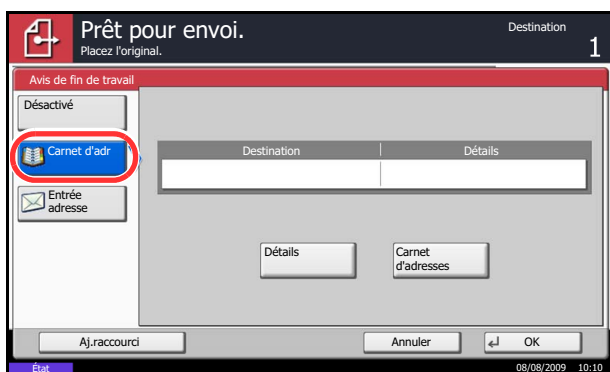 Prêt pour envoi.
Placez l'original.
Destination
1
Avis de fin de travail
Désactivé
Carnet d'adr
Entrée
adresse
Destination
Détails
Détails
Carnet
d'adresses
Aj.raccourci
Annuler
OK
État
08/08/2009 10:10